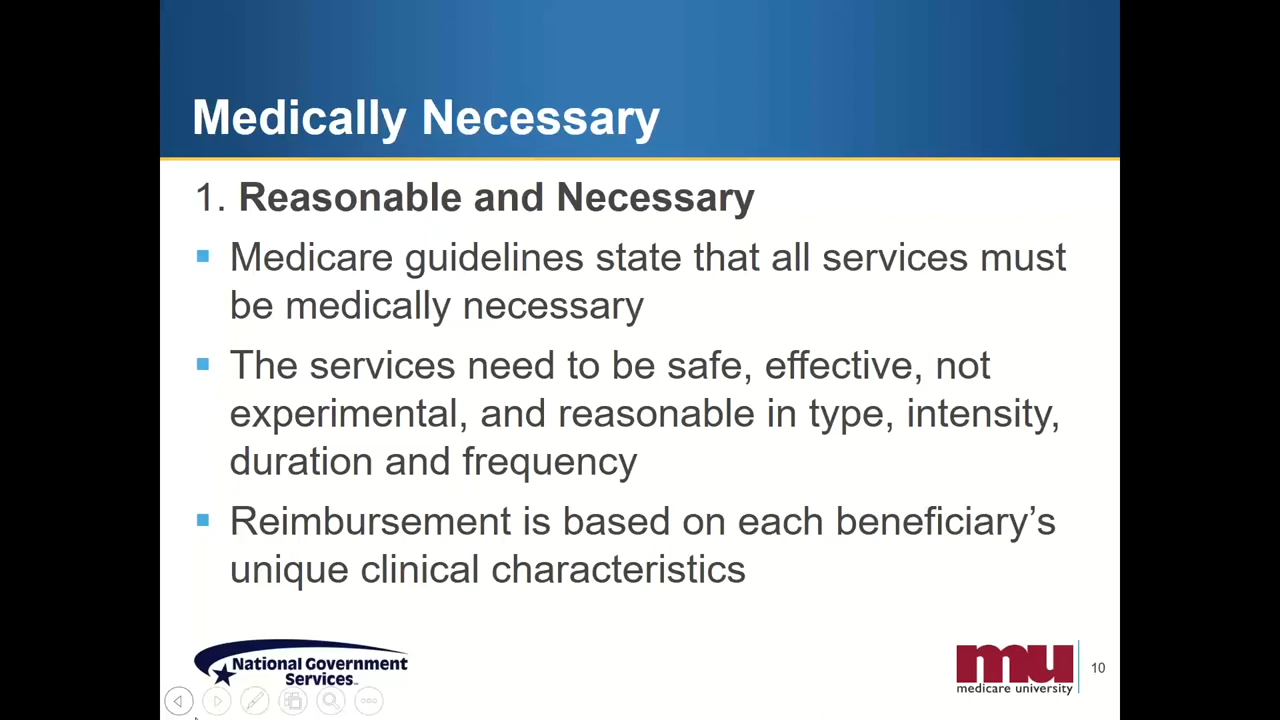 Medically Necessary
1. Reasonable and Necessary
Medicare guidelines state that all services must
be medically necessary
The services need to be safe, effective, not
experimental, and reasonable in type, intensity,
duration and frequency
Reimbursement is based on each beneficiary’s
unique clinical characteristics
National Government
Services
mu
medicare university
10